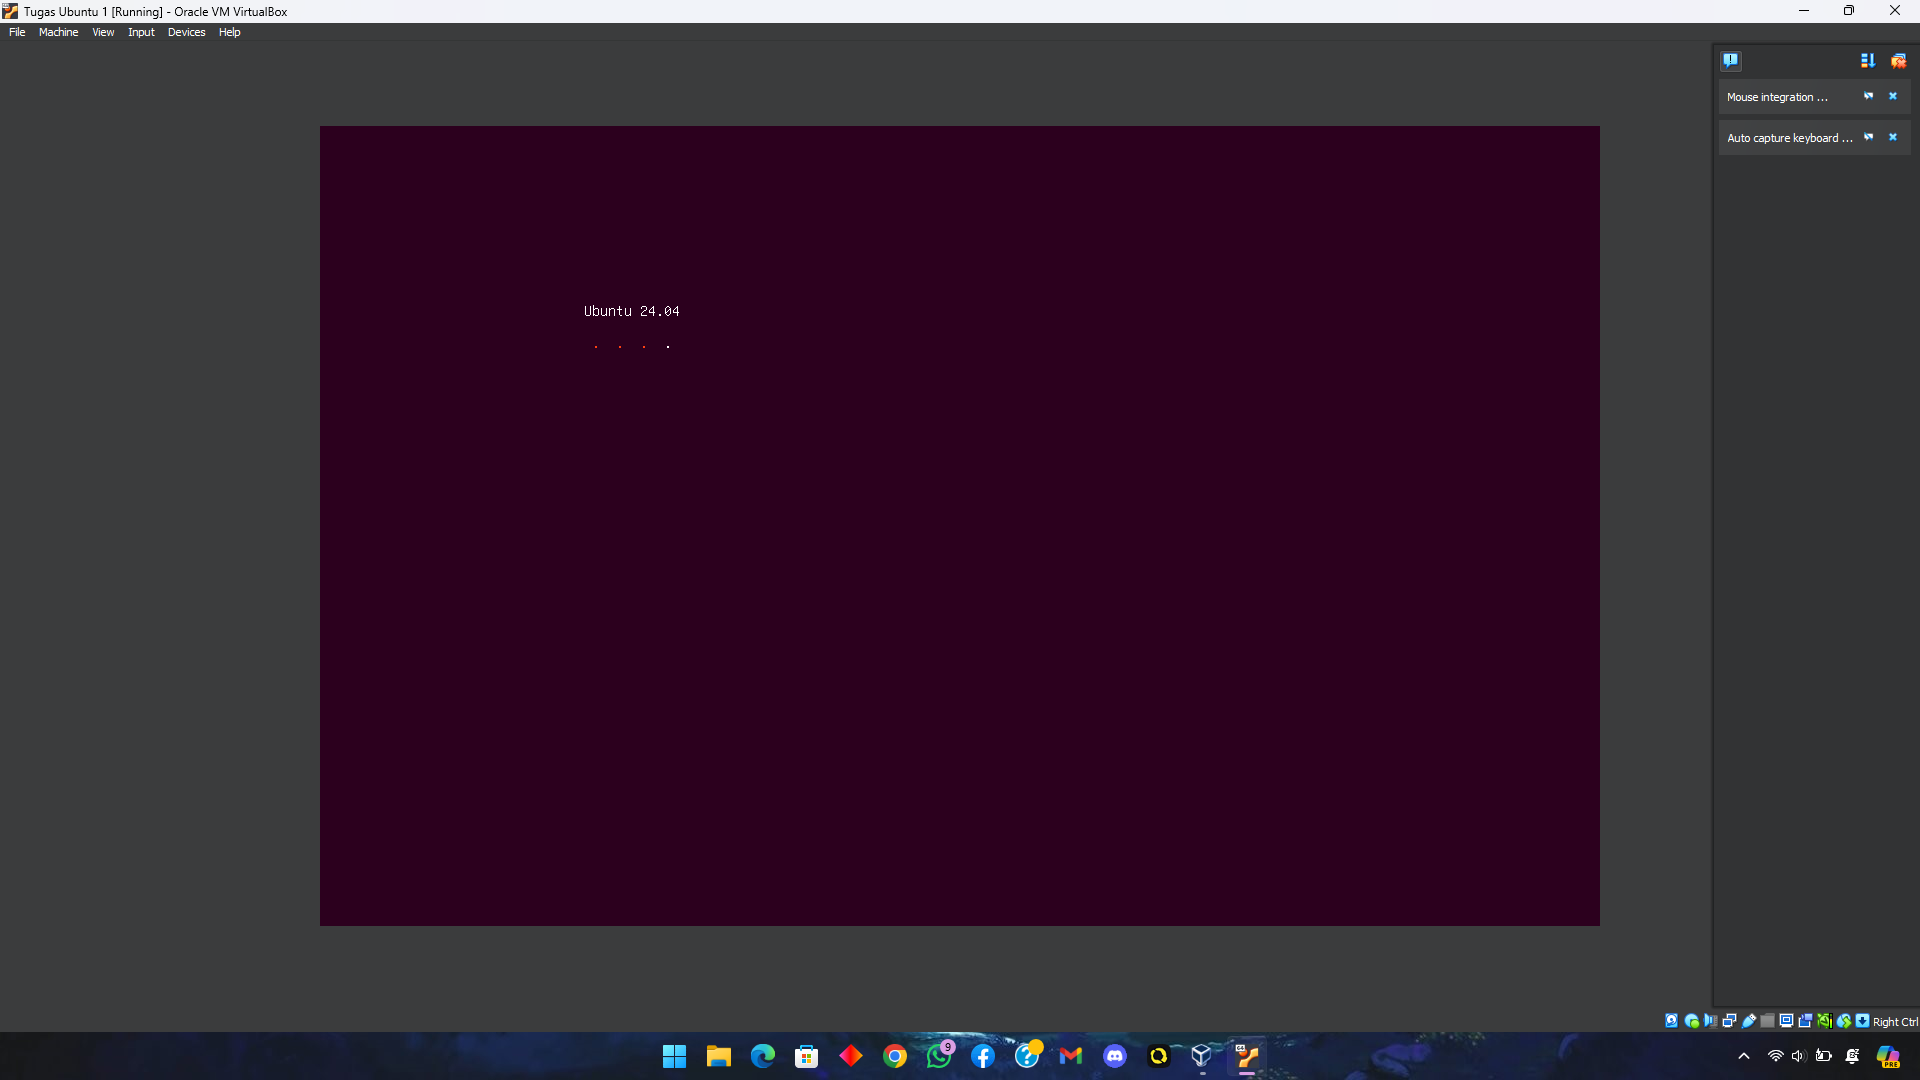 Tugas Ubuntu 1 [Running] - Oracle VM VirtualBox
File Machine View Input Devices Help
Mouse integration ...
Auto capture keyboard ...
Ubuntu 24.04
Right Ctrl
9
PRE